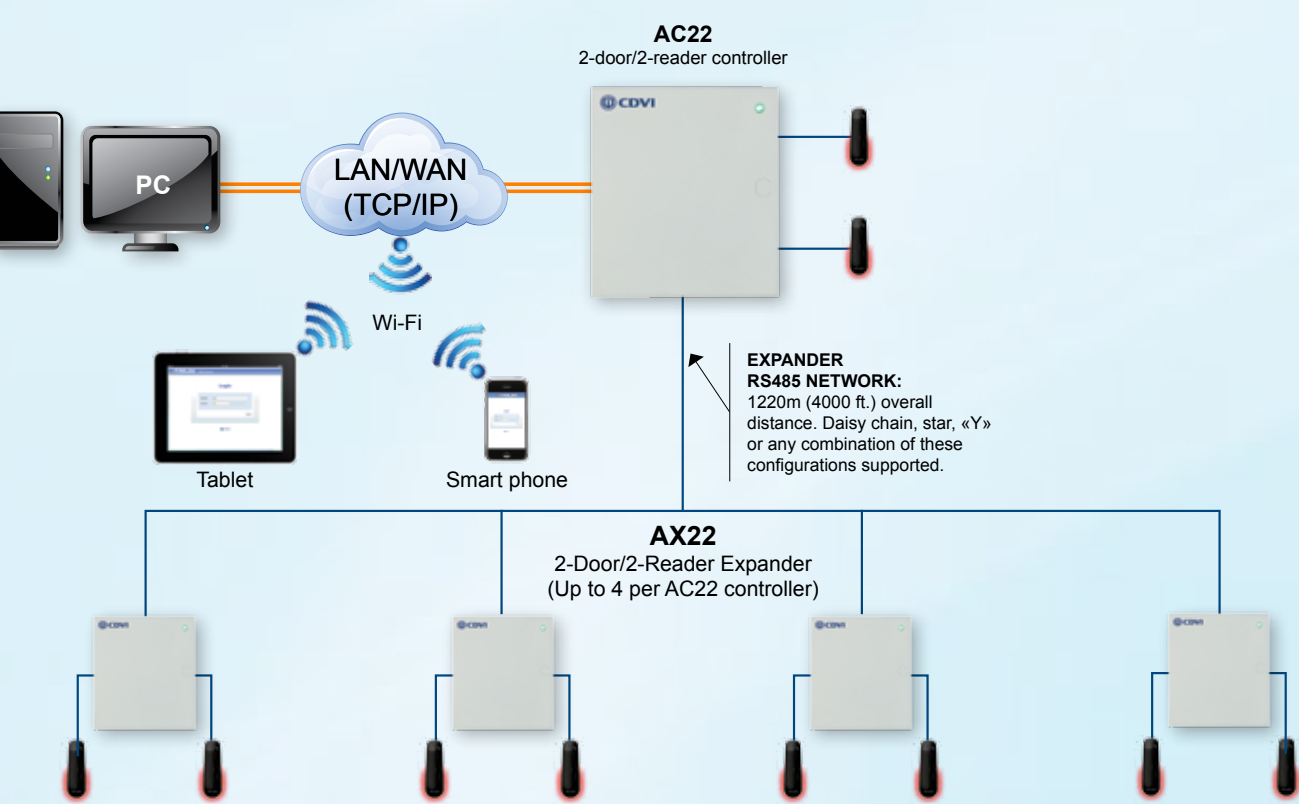 AC22
2-door/2-reader controller
CDVI
PC
LAN/WAN
(TCP/IP)
Wi-Fi
EXPANDER
RS485 NETWORK:
1220m (4000 ft.) overall
distance. Daisy chain, star, «Y»
or any combination of these
configurations supported.
Tablet
Smart phone
AX22
2-Door/2-Reader Expander
(Up to 4 per AC22 controller)
CDVI
CDVI
CDVI
CDVI